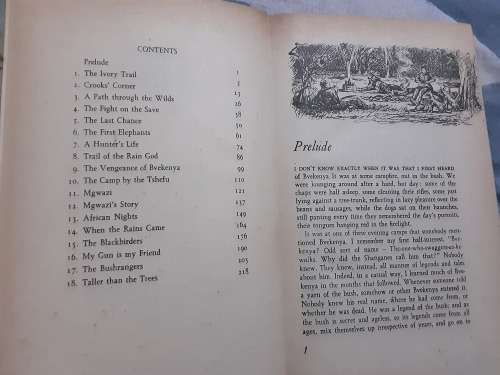 CONTENTS
Prelude
1. The Ivory Trail 1
2. Crooks' Corner
3. A Path through the Wilds 15
4. The Fight on the Save 26
5. The Last Chance 38
6. The First Elephants 61
7. A Hunter's Life 74
8. Trail of the Rain God 86
9. The Vengeance of Bvekenya 99
10. The Camp by the Tshefu 112
11. Mgwazi 121
12. Mgwazi's Story 137
13. African Nights 149
14. When the Rains Came 164
15. The Blackbirders 176
16. My Gun is my Friend 190
17. The Bushrangers 205
18. Taller than the Trees 218
Prelude
I DON'T KNOW EXACTLY WHEN IT WAS THAT I FIRST HEARD
of Bvekenya. It was at some campfire, out in the bush. We
were lounging around after a hard, hot day: some of the
chaps were half asleep, some cleaning their rifles, some just
lying against a tree-trunk, reflecting in lazy pleasure over the
beans and sausages, while the dogs sat on their haunches,
still panting every time they remembered the day's pursuits,
their tongues hanging red in the firelight.
It was at one of these evening camps that somebody men-
tioned Bvekenya. I remember my first half-interest. "Bve-
kenya? Odd sort of name – The-one-who-swaggers-as-he-
walks. Why did the Shangaans call him that?" Nobody
knew. They knew, instead, all manner of legends and tales
about him. Indeed, in a casual way, I learned much of Bve-
kenya in the months that followed. Whenever someone told
a yarn of the bush, somehow or other Bvekenya entered it.
Nobody knew his real name, where he had come from, or
whether he was dead. He was a legend of the bush; and as
the bush is secret and ageless, so its legends come from all
ages, mix themselves up irrespective of years, and go on to
1